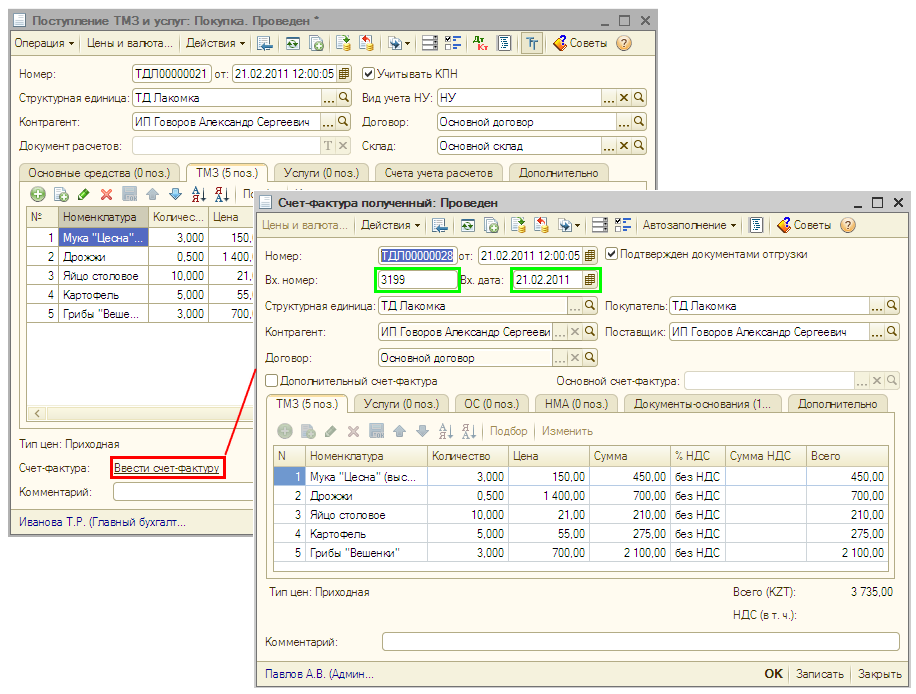 Поступление ТМЗ и услуг: Покупка. Проведен *
Операция Цены и валюта... Действия Дт Кт Советы
Номер: ТДЛ00000021 от: 21.02.2011 12:00:05 Учитывать КПН
Структурная единица: ТД Лакомка Вид учета НУ: НУ
Контрагент: ИП Говоров Александр Сергеевич Договор: Основной договор
Документ расчетов: Склад: Основной склад
Основные средства (0 поз.) ТМЗ (5 поз.) Услуги (0 поз.) Счета учета расчетов Дополнительно
№ Номенклатура Количес... Цена
1 Мука "Цесна"... 3,000 150,
2 Дрожжи 0,500 1 400,
3 Яйцо столовое 10,000 21,
4 Картофель 5,000 55,
5 Грибы "Веше... 3,000 700,
Тип цен: Приходная
Счет-фактура: Ввести счет-фактуру
Комментарий:
Иванова Т.Р. (Главный бухгалт...
Счет-фактура полученный: Проведен
Цены и валюта... Действия Автозаполнение Советы
Номер: ТДЛ00000028 от: 21.02.2011 12:00:05 Подтвержден документами отгрузки
Вх. номер: 3199 Вх. дата: 21.02.2011
Структурная единица: ТД Лакомка Покупатель: ТД Лакомка
Контрагент: ИП Говоров Александр Сергееви Поставщик: ИП Говоров Александр Сергеевич
Договор: Основной договор
Дополнительный счет-фактура Основной счет-фактура:
ТМЗ (5 поз.) Услуги (0 поз.) ОС (0 поз.) НМА (0 поз.) Документы-основания (1... Дополнительно
Подбор Изменить
N Номенклатура Количество Цена Сумма % НДС Сумма НДС Всего
1 Мука "Цесна" (выс... 3,000 150,00 450,00 без НДС 450,00
2 Дрожжи 0,500 1 400,00 700,00 без НДС 700,00
3 Яйцо столовое 10,000 21,00 210,00 без НДС 210,00
4 Картофель 5,000 55,00 275,00 без НДС 275,00
5 Грибы "Вешенки" 3,000 700,00 2 100,00 без НДС 2 100,00
Тип цен: Приходная Всего (KZT): 3 735,00
НДС (в т. ч.):
Комментарий:
Павлов А.В. (Админ... OK Записать Закрыть